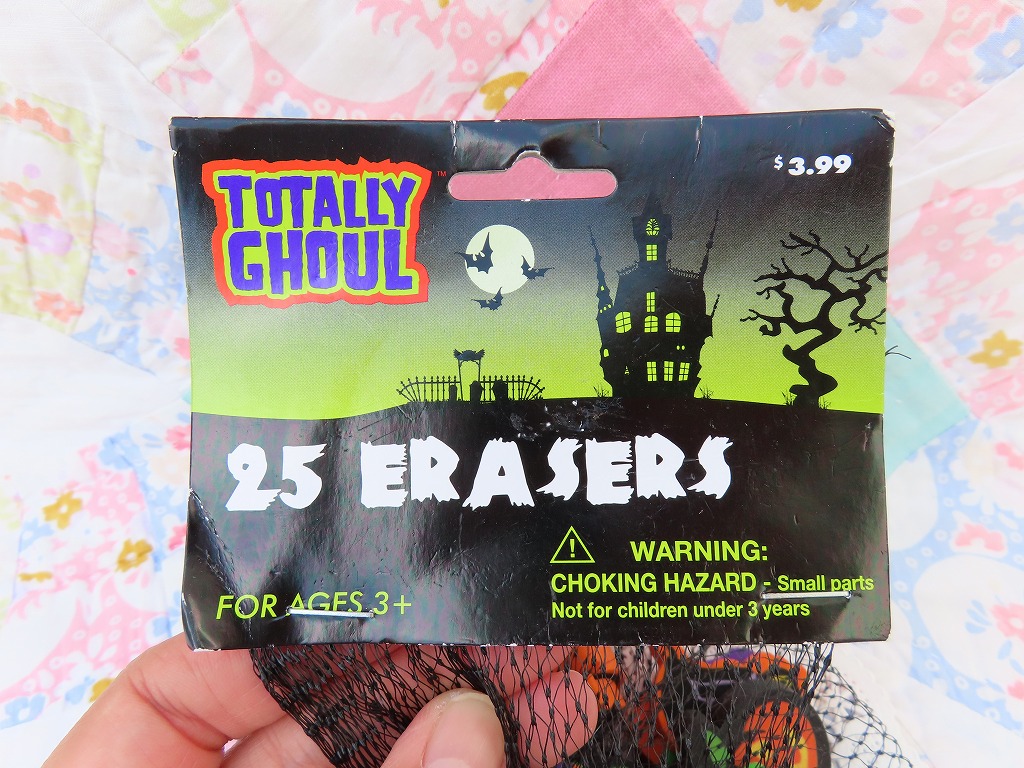 TOTALLY
GHOUL
TM
$3.99
25 ERASERS
WARNING:
CHOKING HAZARD - Small parts
Not for children under 3 years
FOR AGES 3+